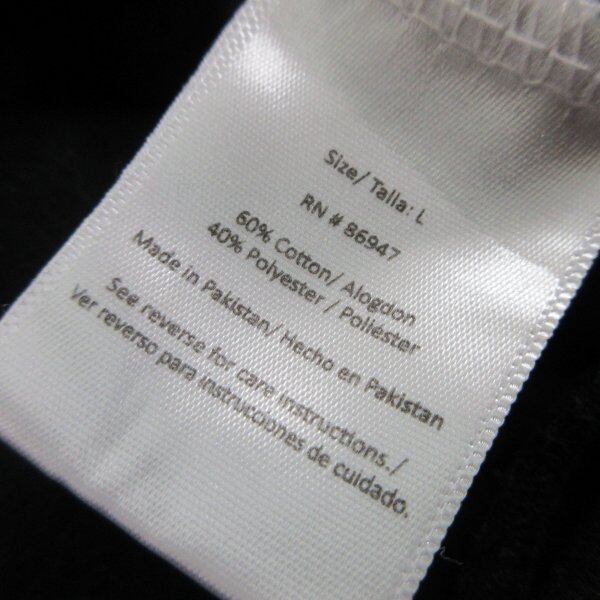 Size/ Talla: L
RN # 86947
60% Cotton/ Alogdon
40% Polyester / Poliester
Made in Pakistan/ Hecho en Pakistan
See reverse for care instructions./
Ver reverso para instrucciones de cuidado.